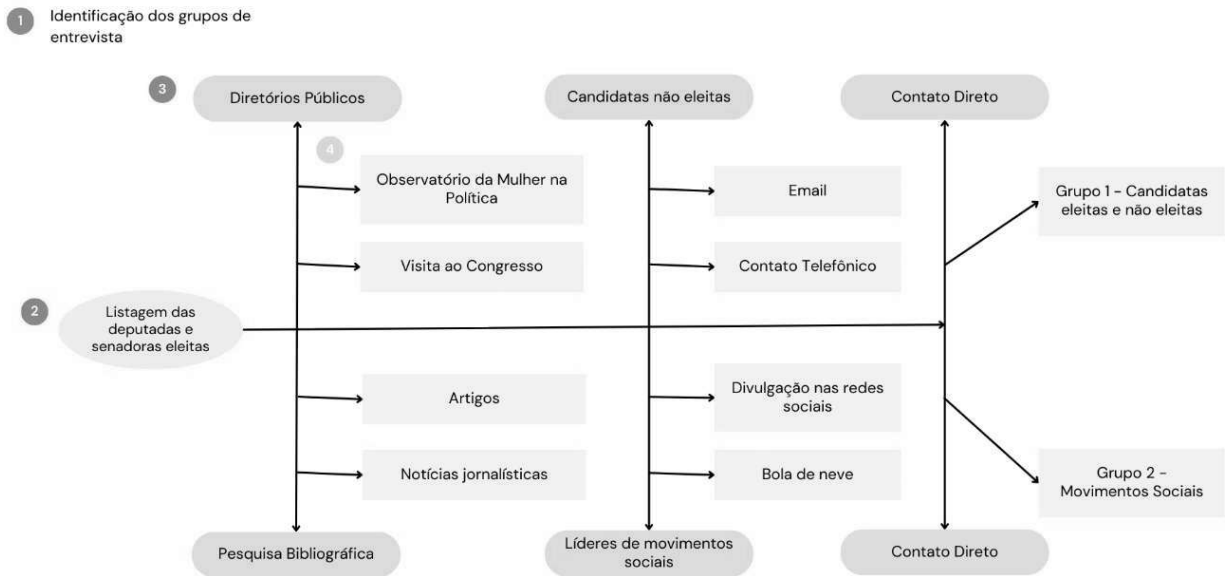 1
Identificação dos grupos de
entrevista
3
Diretórios Públicos
Candidatas não eleitas
Contato Direto
4
Observatório da Mulher na
Política
Email
Grupo 1 - Candidatas
eleitas e não eleitas
Visita ao Congresso
Contato Telefônico
2
Listagem das
deputadas e
senadoras eleitas
Artigos
Divulgação nas redes
sociais
Notícias jornalísticas
Bola de neve
Grupo 2 -
Movimentos Sociais
Pesquisa Bibliográfica
Líderes de movimentos
sociais
Contato Direto